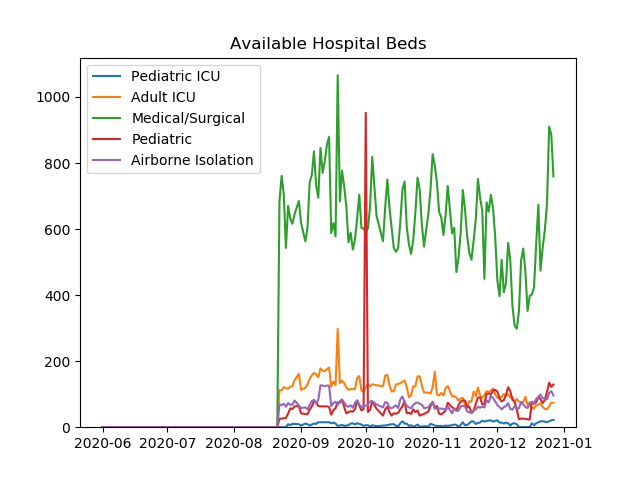 Available Hospital Beds
Pediatric ICU
Adult ICU
Medical/Surgical
Pediatric
Airborne Isolation
1000
800
600
400
200
0
2020-06 2020-07 2020-08 2020-09 2020-10 2020-11 2020-12 2021-01